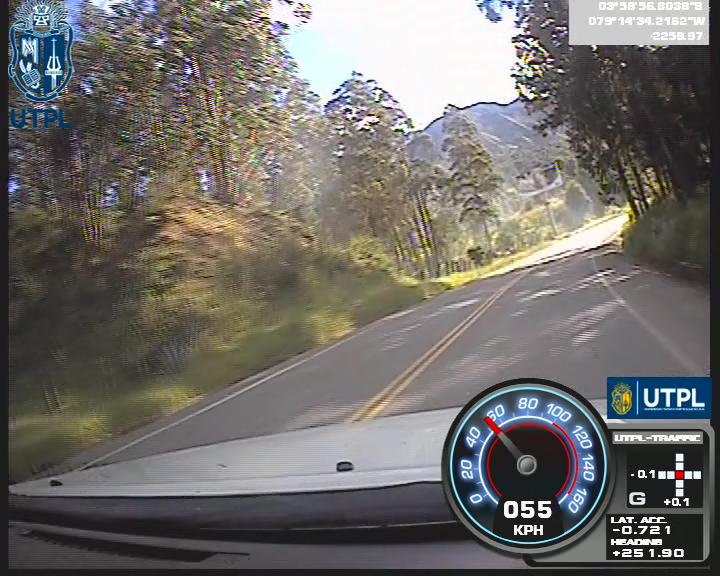 03°58'56.8038"S
079°14'34.2162"W
2259.97
UTPL
UTPL
UTPL-TRAFFIC
0 20 40 60 80 100 120 140 160
055
KPH
-0.1
G +0.1
LAT. ACC.
-0.721
HEADING
+251.90